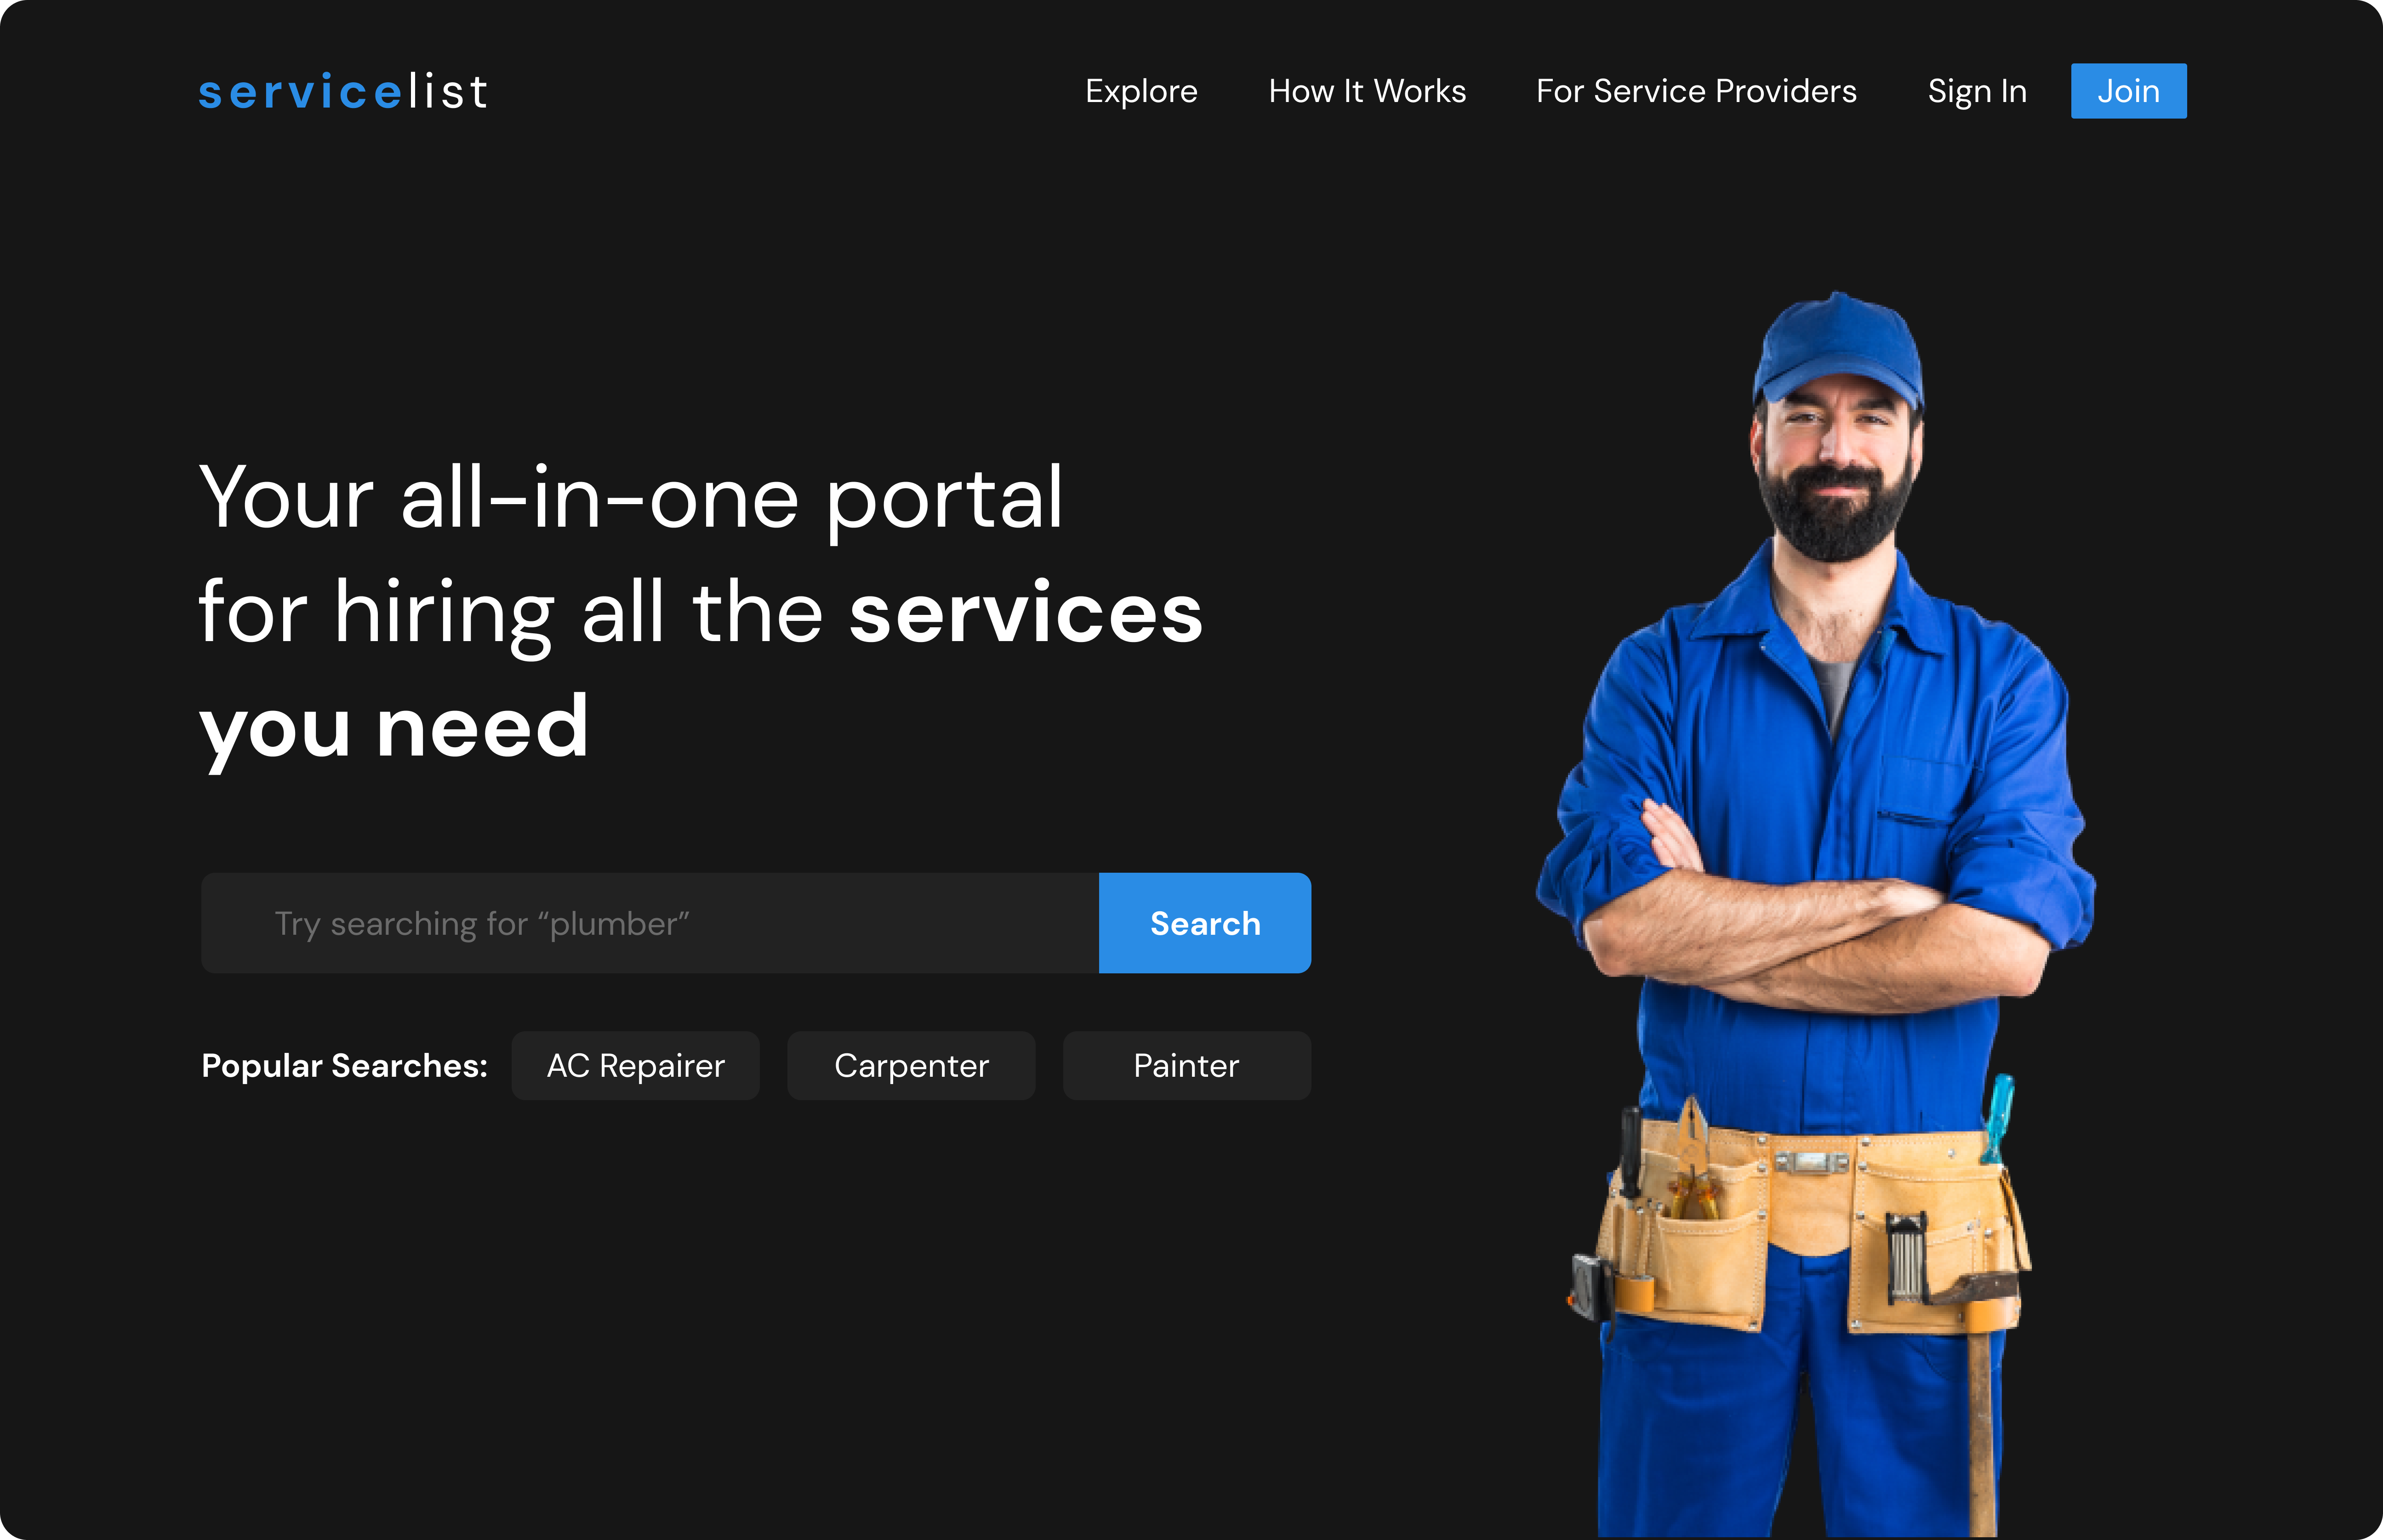 servicelist
Explore
How It Works
For Service Providers
Sign In
Join
Your all-in-one portal
for hiring all the services
you need
Try searching for “plumber”
Search
Popular Searches:
AC Repairer
Carpenter
Painter